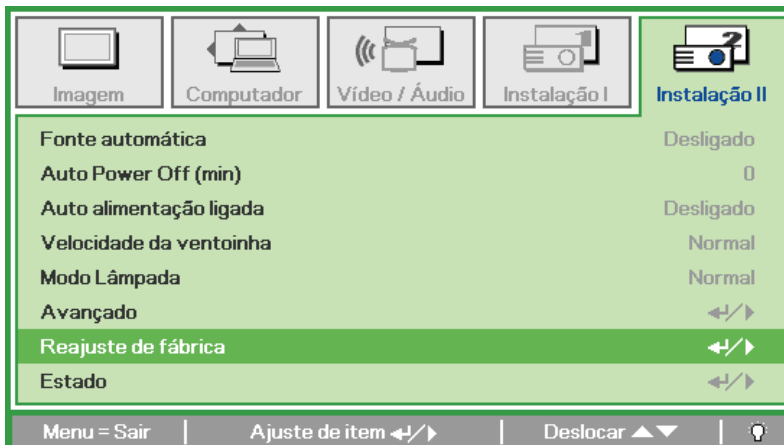 Imagem Computador Vídeo / Áudio Instalação I Instalação II
Fonte automática Desligado
Auto Power Off (min) 0
Auto alimentação ligada Desligado
Velocidade da ventoinha Normal
Modo Lâmpada Normal
Avançado
Reajuste de fábrica
Estado
Menu = Sair Ajuste de item Deslocar